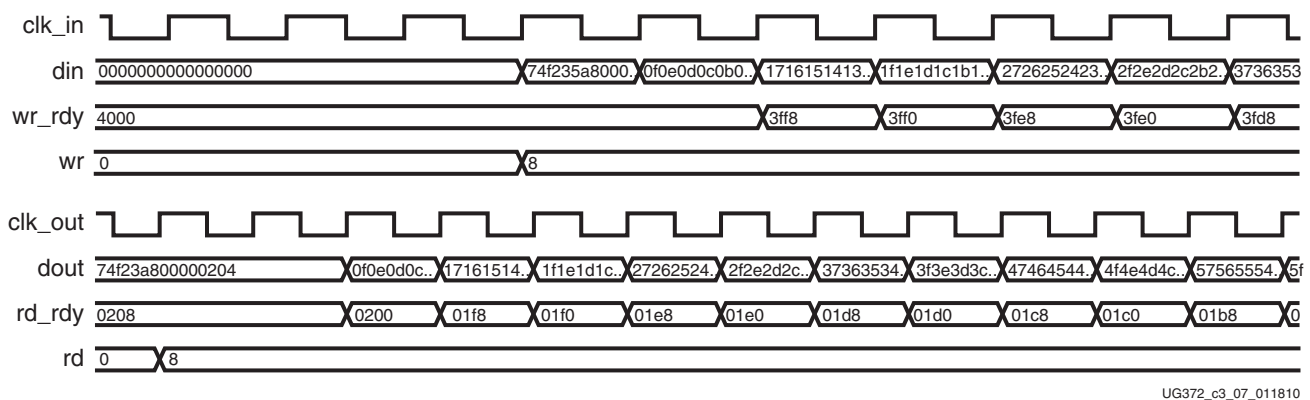 clk_in
din 0000000000000000 74f235a8000. 0f0e0d0c0b0.. 1716151413.. 1f1e1d1c1b1.. 2726252423.. 2f2e2d2c2b2.. 3736353
wr_rdy 4000 3ff8 3ff0 3fe8 3fe0 3fd8
wr 0 8
clk_out
dout 74f23a800000204 0f0e0d0c.. 17161514.. 1f1e1d1c.. 27262524.. 2f2e2d2c.. 37363534. 3f3e3d3c.. 47464544.. 4f4e4d4c.. 57565554. 5f
rd_rdy 0208 0200 01f8 01f0 01e8 01e0 01d8 01d0 01c8 01c0 01b8 0
rd 0 8
UG372_c3_07_011810